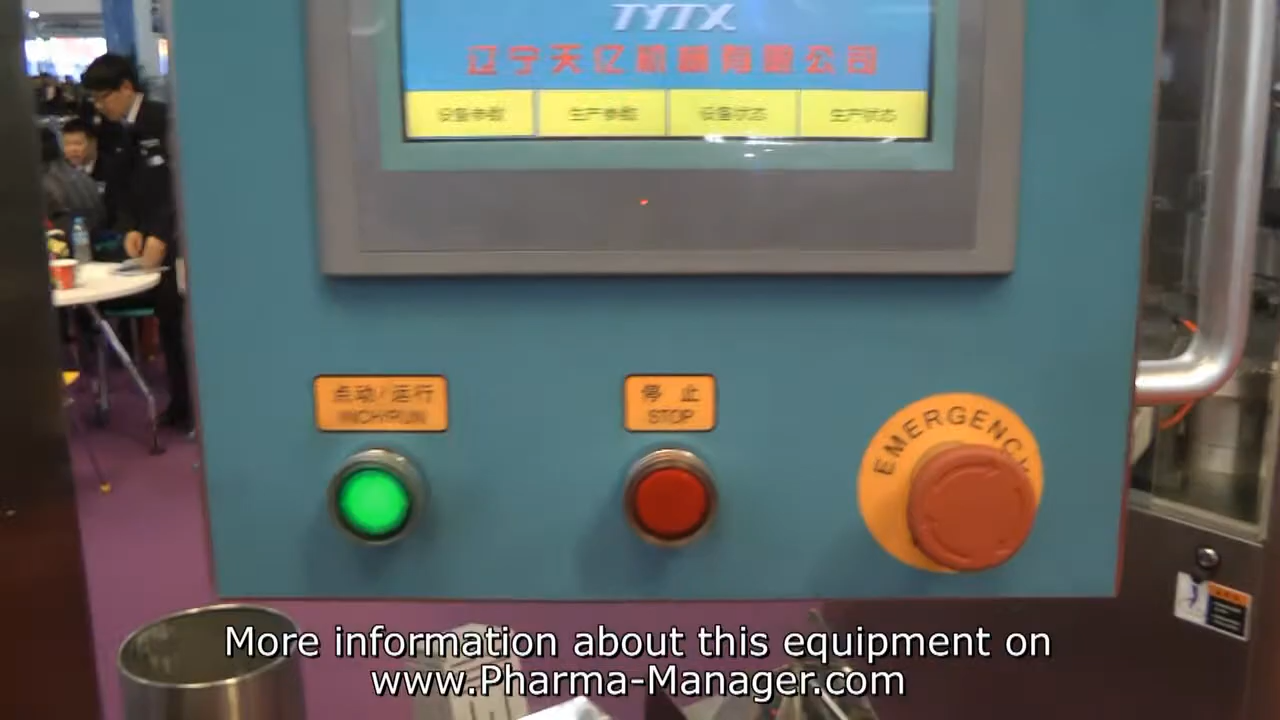 TYTX
辽宁天亿机械有限公司
设备参数 生产参数 设备状态 生产状态
点动/运行
INCH/RUN
停 止
STOP
EMERGENCY
More information about this equipment on
www.Pharma-Manager.com